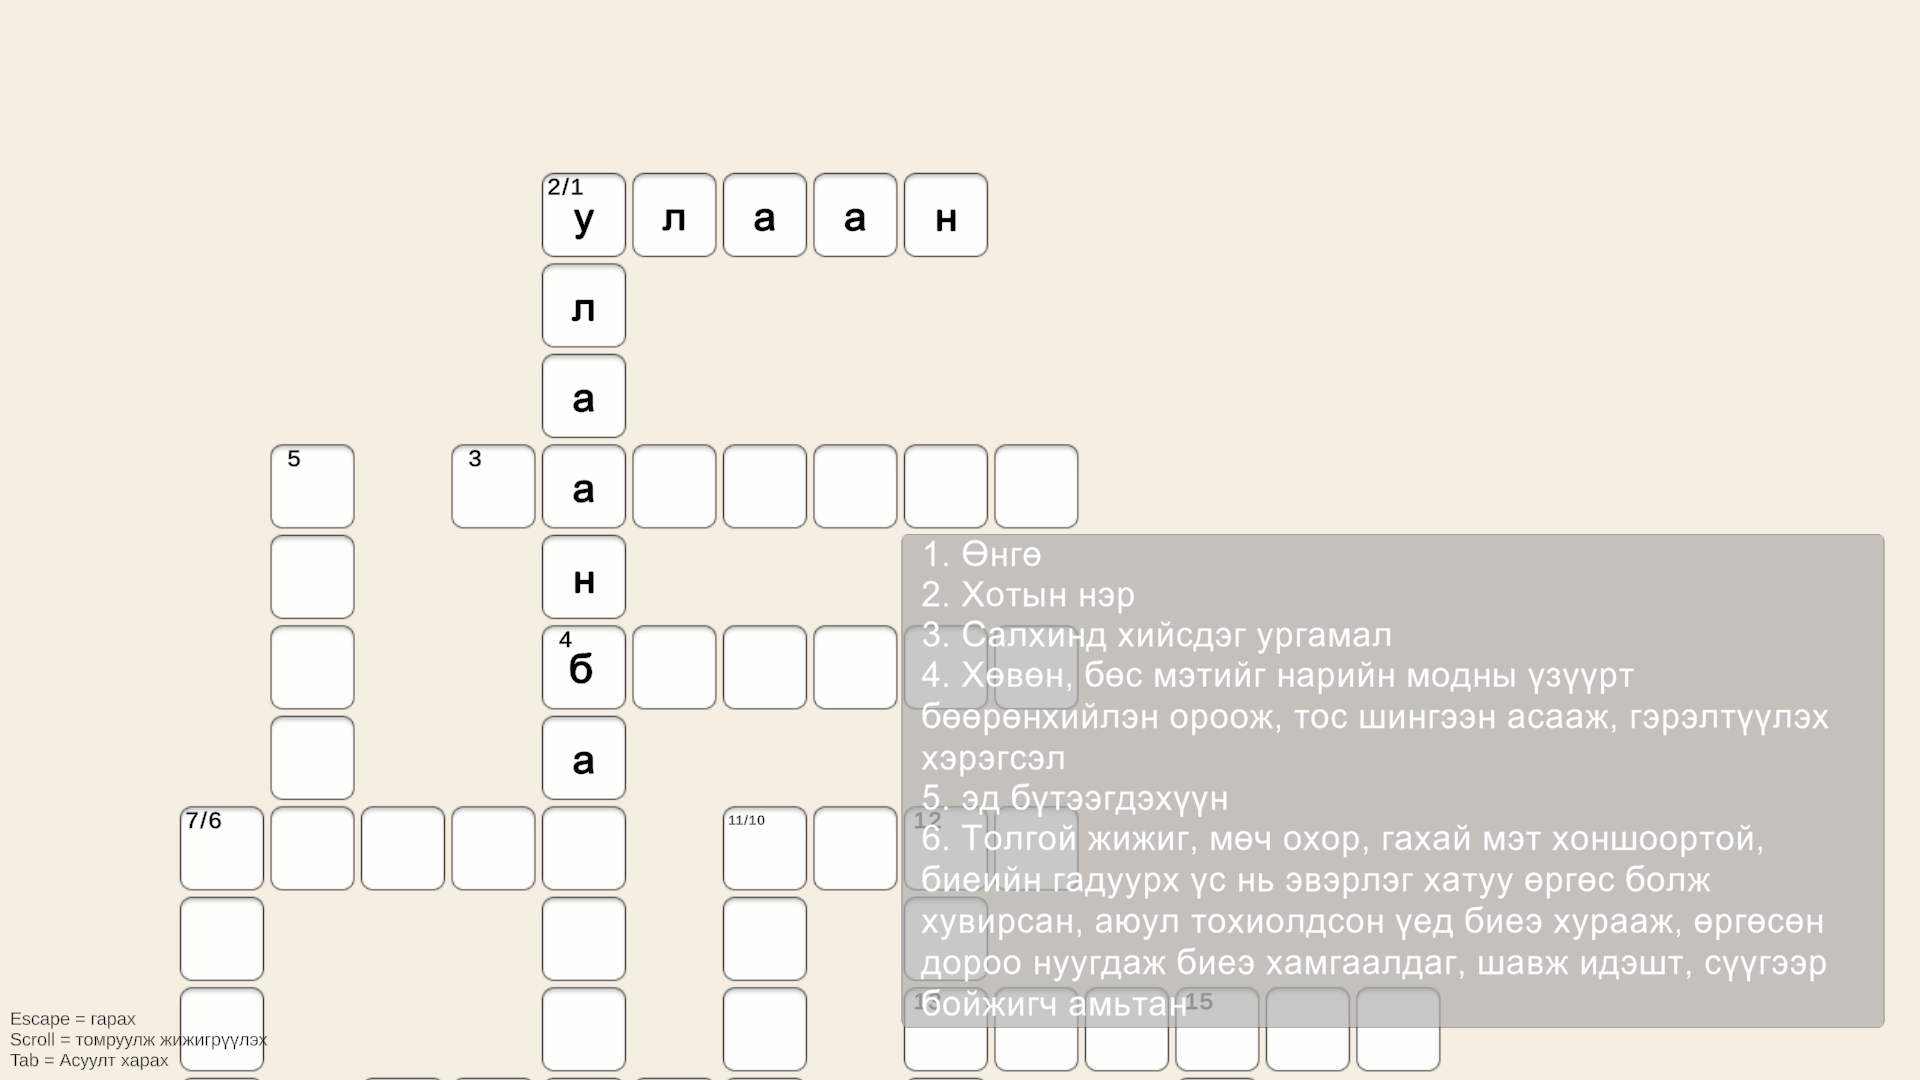 2/1
у л а а н
л
а
5
3
а
н
4
б
а
7/6
11/10
12
13
15
1. Өнгө
2. Хотын нэр
3. Салхинд хийсдэг ургамал
4. Хөвөн, бөс мэтийг нарийн модны үзүүрт
бөөрөнхийлэн ороож, тос шингээн асааж, гэрэлтүүлэх
хэрэгсэл
5. эд бүтээгдэхүүн
6. Толгой жижиг, мөч охор, гахай мэт хоншоортой,
биеийн гадуурх үс нь эвэрлэг хатуу өргөс болж
хувирсан, аюул тохиолдсон үед биеэ хурааж, өргөсөн
дороо нуугдаж биеэ хамгаалдаг, шавж идэшт, сүүгээр
бойжигч амьтан
Escape = гарах
Scroll = томруулж жижигрүүлэх
Tab = Асуулт харах